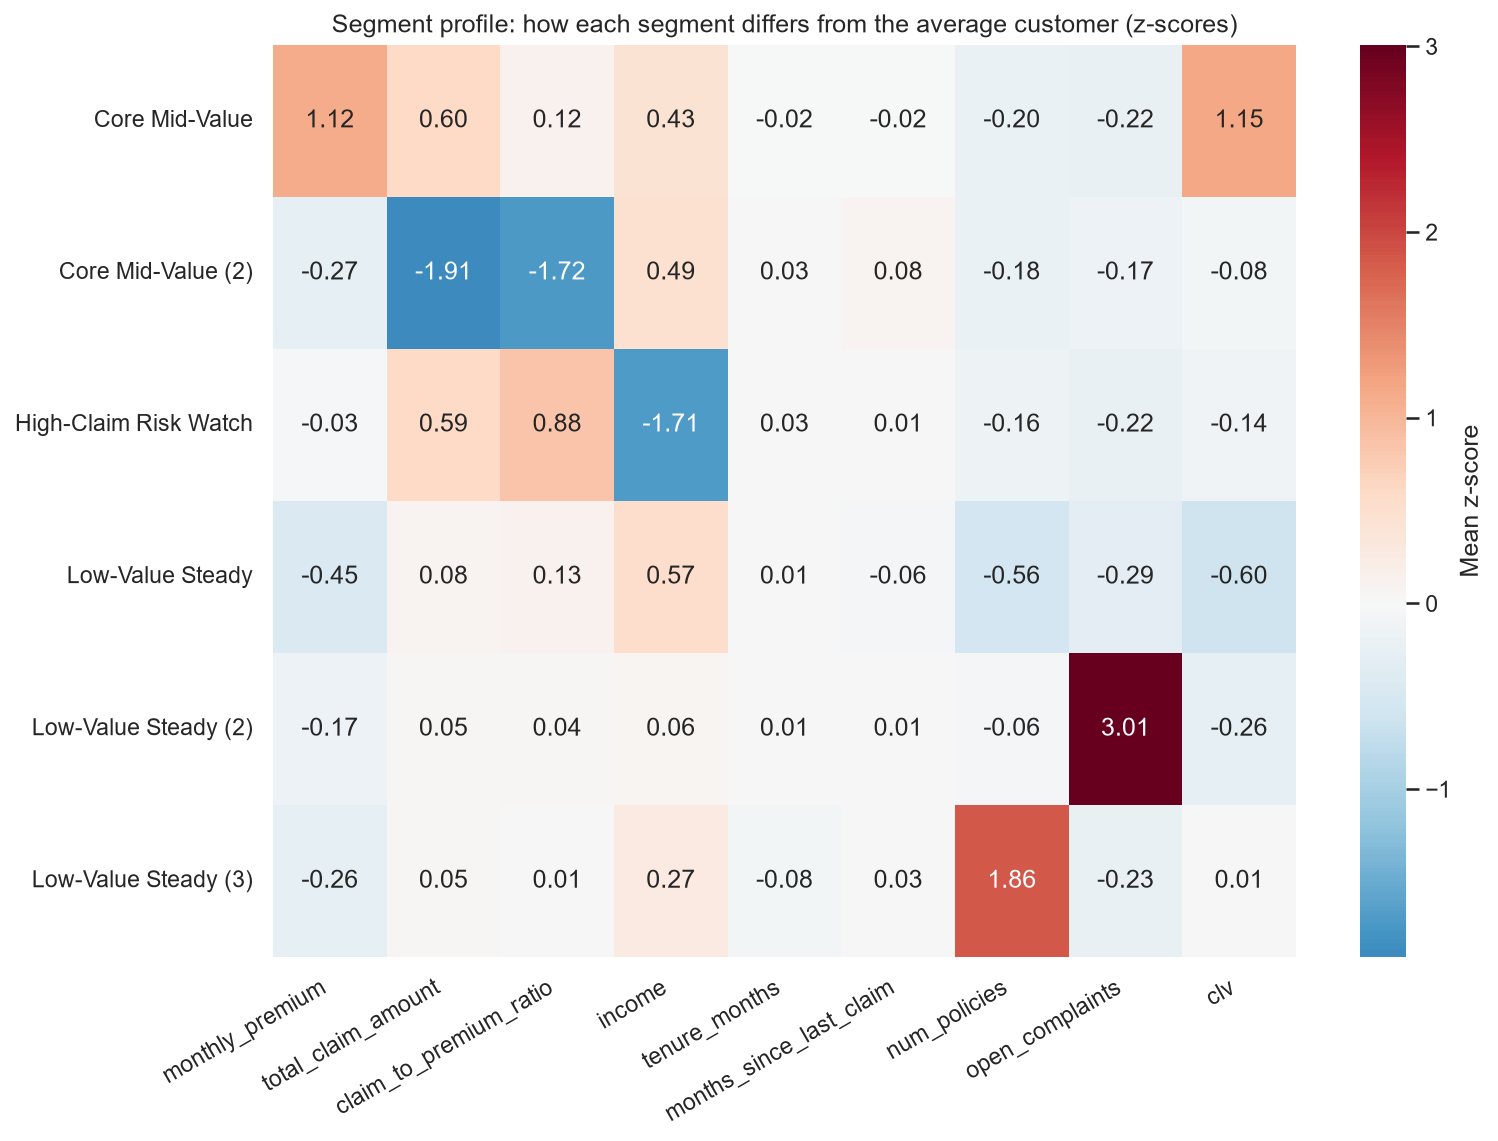 Segment profile: how each segment differs from the average customer (z-scores)
Core Mid-Value 1.12 0.60 0.12 0.43 -0.02 -0.02 -0.20 -0.22 1.15
Core Mid-Value (2) -0.27 -1.91 -1.72 0.49 0.03 0.08 -0.18 -0.17 -0.08
High-Claim Risk Watch -0.03 0.59 0.88 -1.71 0.03 0.01 -0.16 -0.22 -0.14
Low-Value Steady -0.45 0.08 0.13 0.57 0.01 -0.06 -0.56 -0.29 -0.60
Low-Value Steady (2) -0.17 0.05 0.04 0.06 0.01 0.01 -0.06 3.01 -0.26
Low-Value Steady (3) -0.26 0.05 0.01 0.27 -0.08 0.03 1.86 -0.23 0.01
monthly_premium
total_claim_amount
claim_to_premium_ratio
income
tenure_months
months_since_last_claim
num_policies
open_complaints
clv
3
2
1
0
−1
Mean z-score